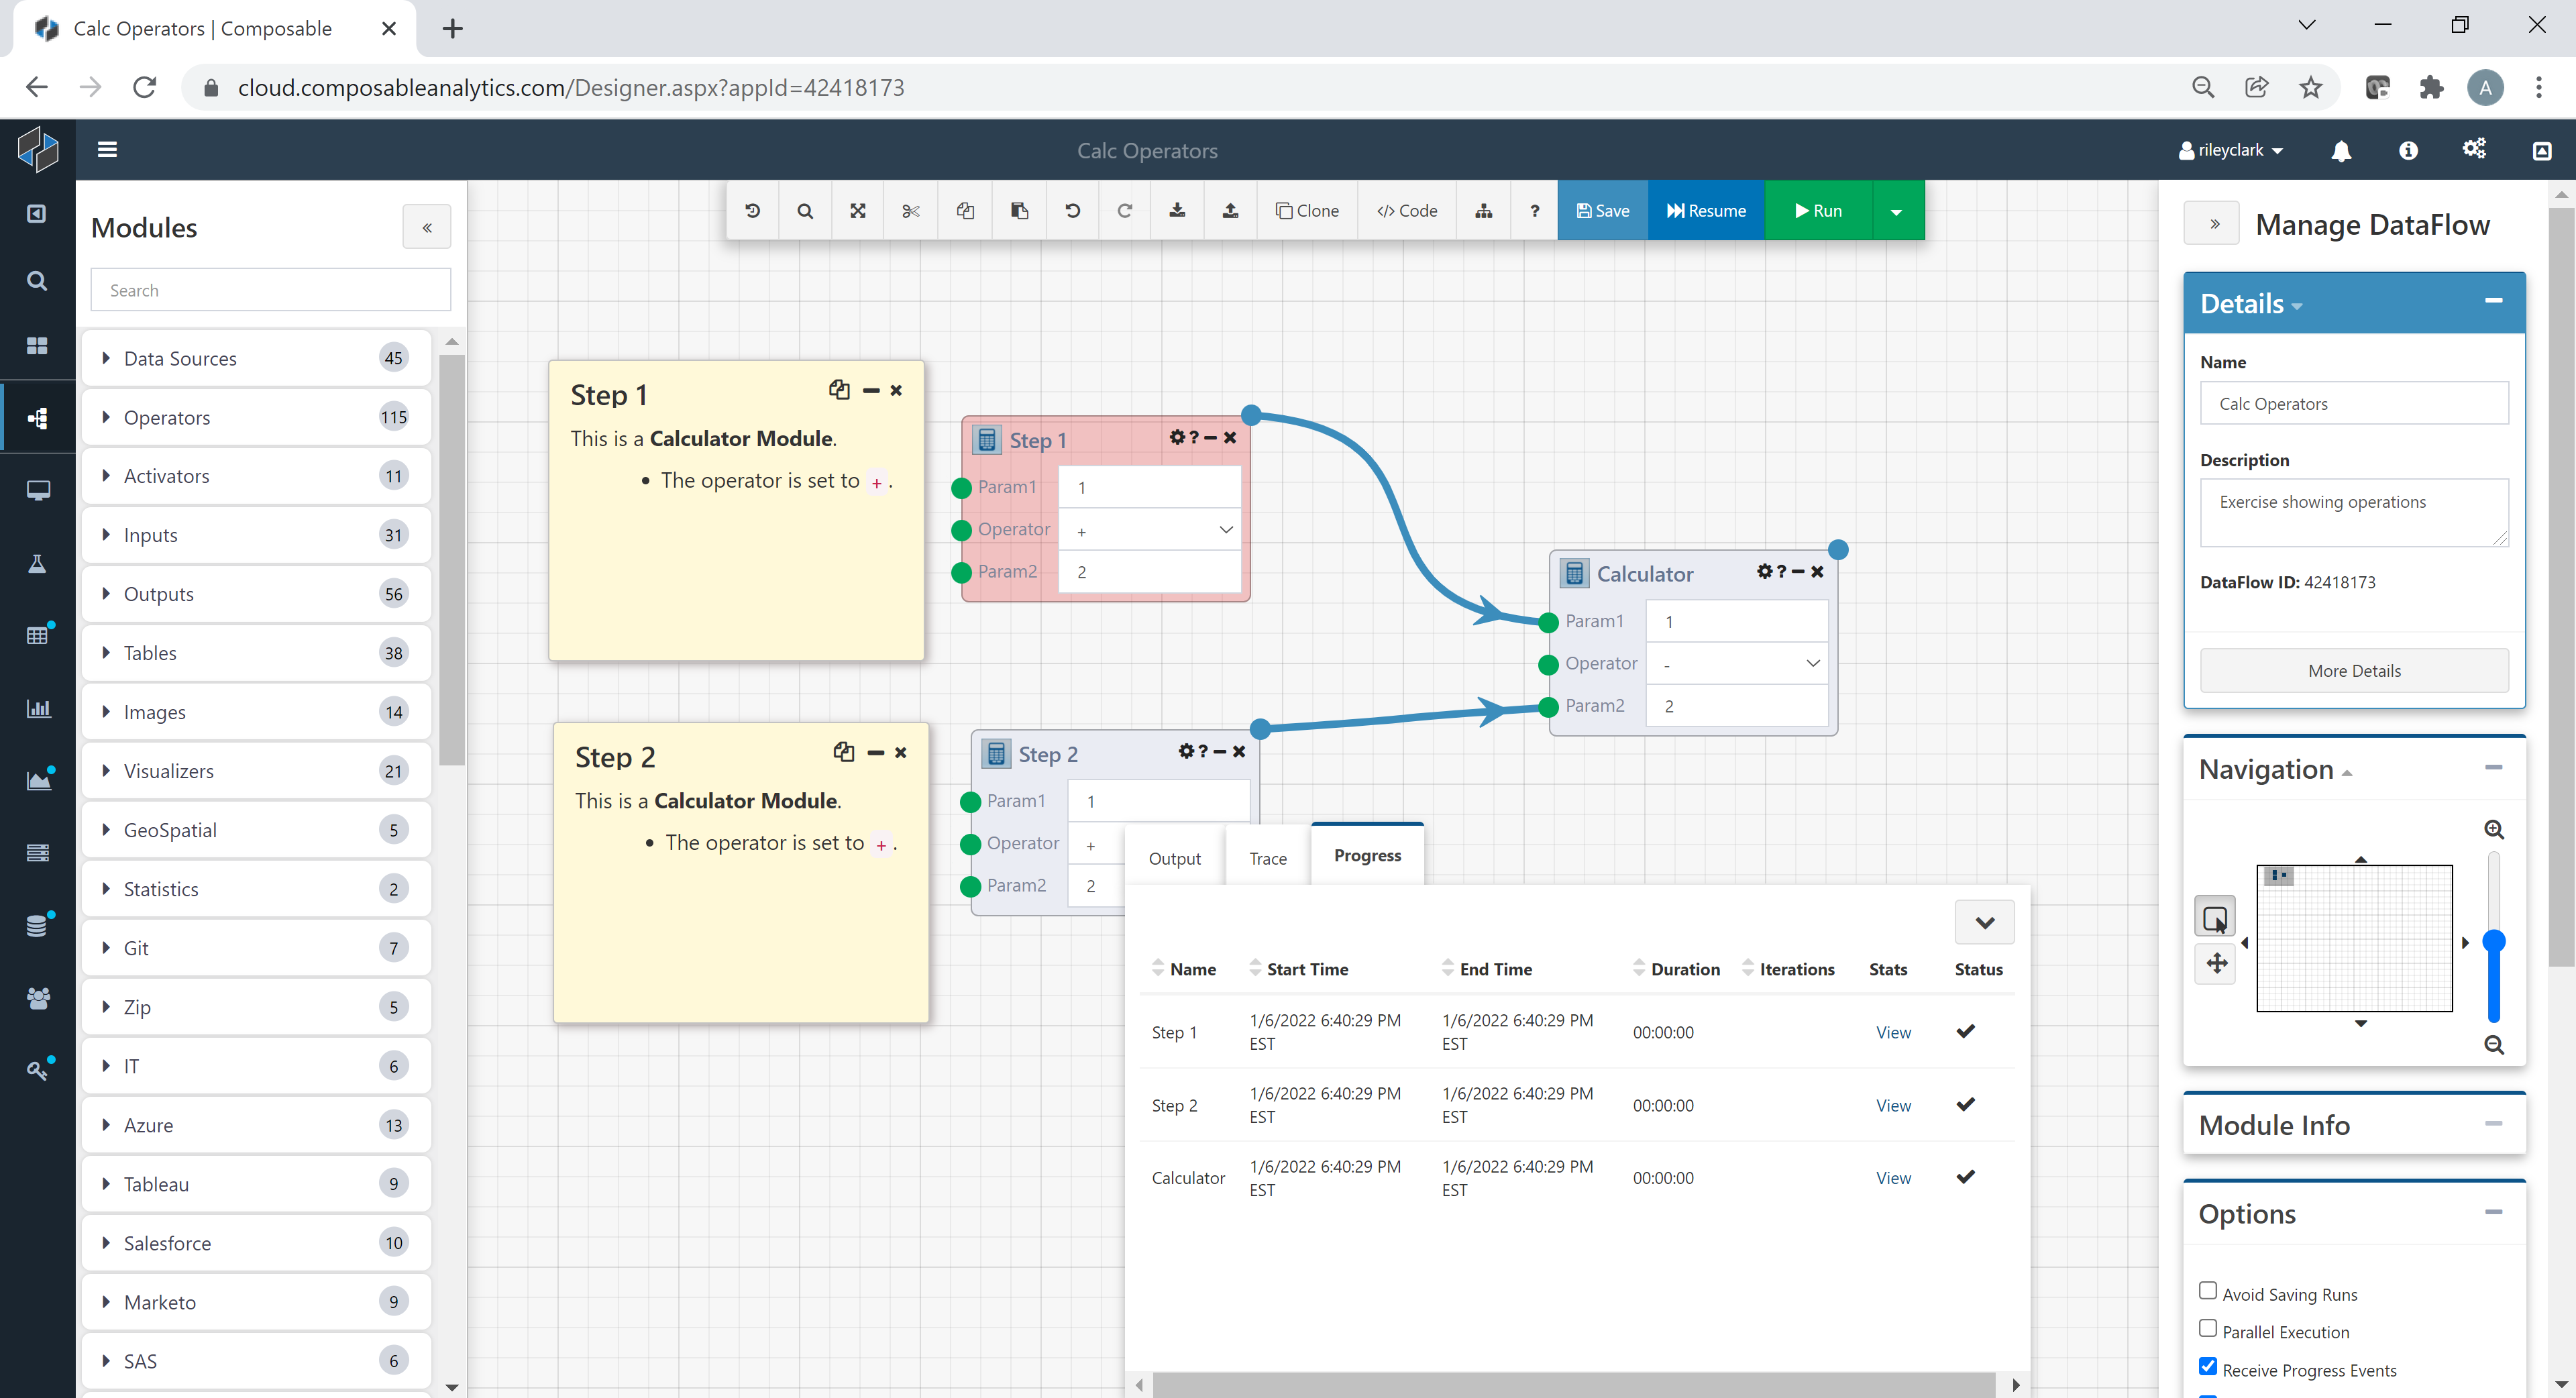 Calc Operators | Composable
cloud.composableanalytics.com/Designer.aspx?appId=42418173
A
Calc Operators
rileyclark
Modules
«
Search
Data Sources 45
Operators 115
Activators 11
Inputs 31
Outputs 56
Tables 38
Images 14
Visualizers 21
GeoSpatial 5
Statistics 2
Git 7
Zip 5
IT 6
Azure 13
Tableau 9
Salesforce 10
Marketo 9
SAS 6
Clone
</> Code
?
Save
Resume
Run
Step 1
This is a Calculator Module.
• The operator is set to + .
Step 1
?
Param1 1
Operator +
Param2 2
Calculator
?
Param1 1
Operator -
Param2 2
Step 2
This is a Calculator Module.
• The operator is set to + .
Step 2
?
Param1 1
Operator +
Param2 2
Output Trace Progress
Name Start Time End Time Duration Iterations Stats Status
Step 1 1/6/2022 6:40:29 PM EST 1/6/2022 6:40:29 PM EST 00:00:00 View
Step 2 1/6/2022 6:40:29 PM EST 1/6/2022 6:40:29 PM EST 00:00:00 View
Calculator 1/6/2022 6:40:29 PM EST 1/6/2022 6:40:29 PM EST 00:00:00 View
» Manage DataFlow
Details
Name
Calc Operators
Description
Exercise showing operations
DataFlow ID: 42418173
More Details
Navigation
Module Info
Options
Avoid Saving Runs
Parallel Execution
Receive Progress Events